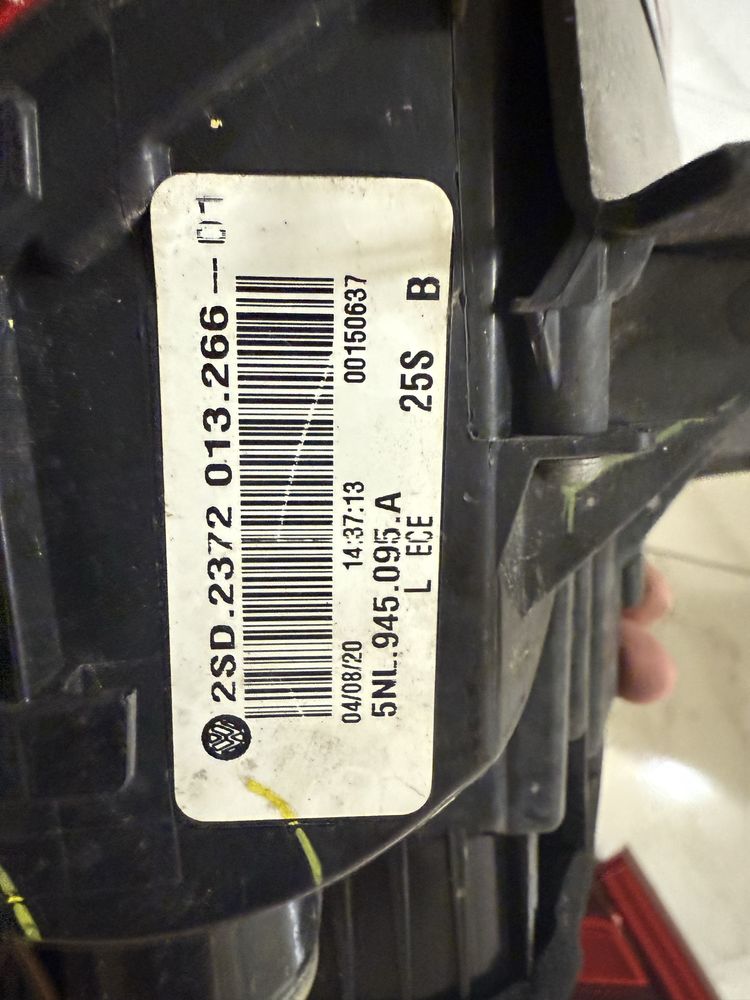 2SD.2372 013.266-01
04/08/20 14:37:13 00150637
5NL.945.095.A 25S B
L ECE